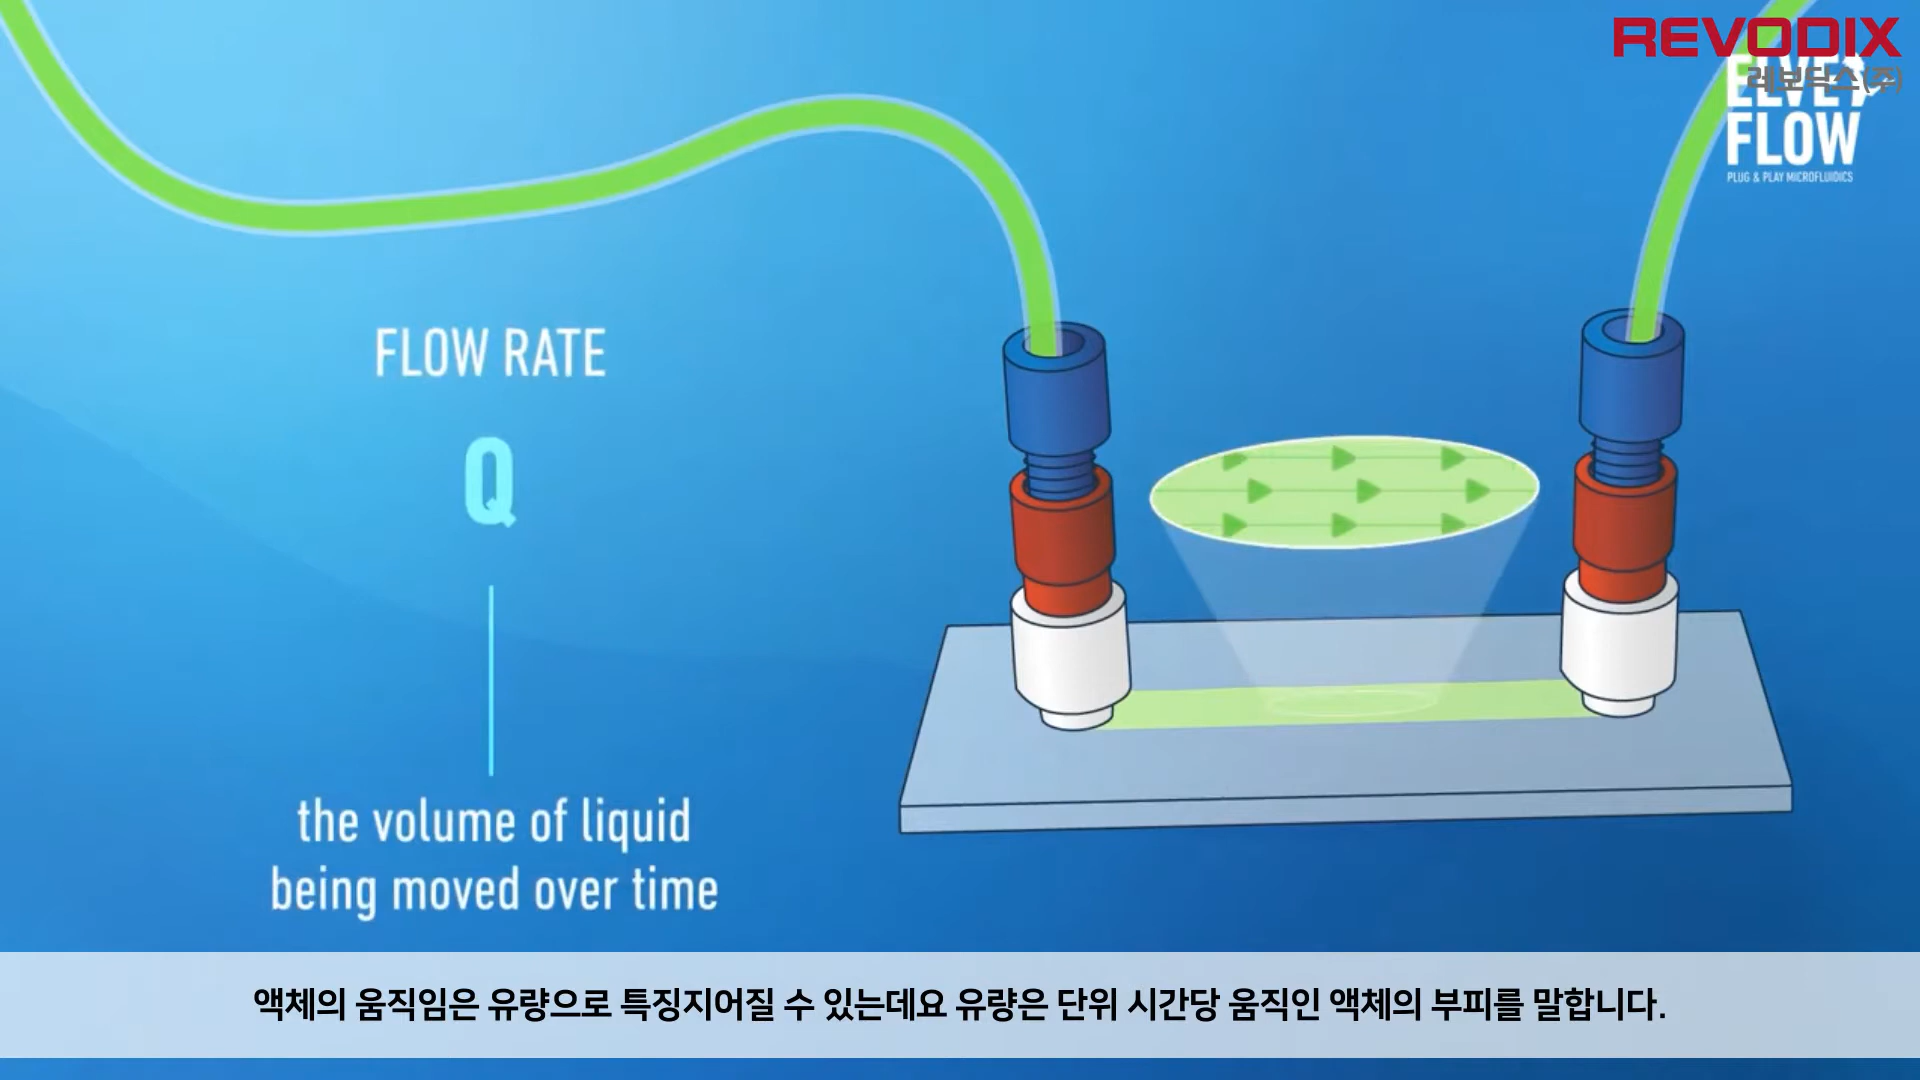 REVODIX
레보딕스(주)
ELVE
FLOW
PLUG & PLAY MICROFLUIDICS
FLOW RATE
Q
the volume of liquid
being moved over time
액체의 움직임은 유량으로 특징지어질 수 있는데요 유량은 단위 시간당 움직인 액체의 부피를 말합니다.